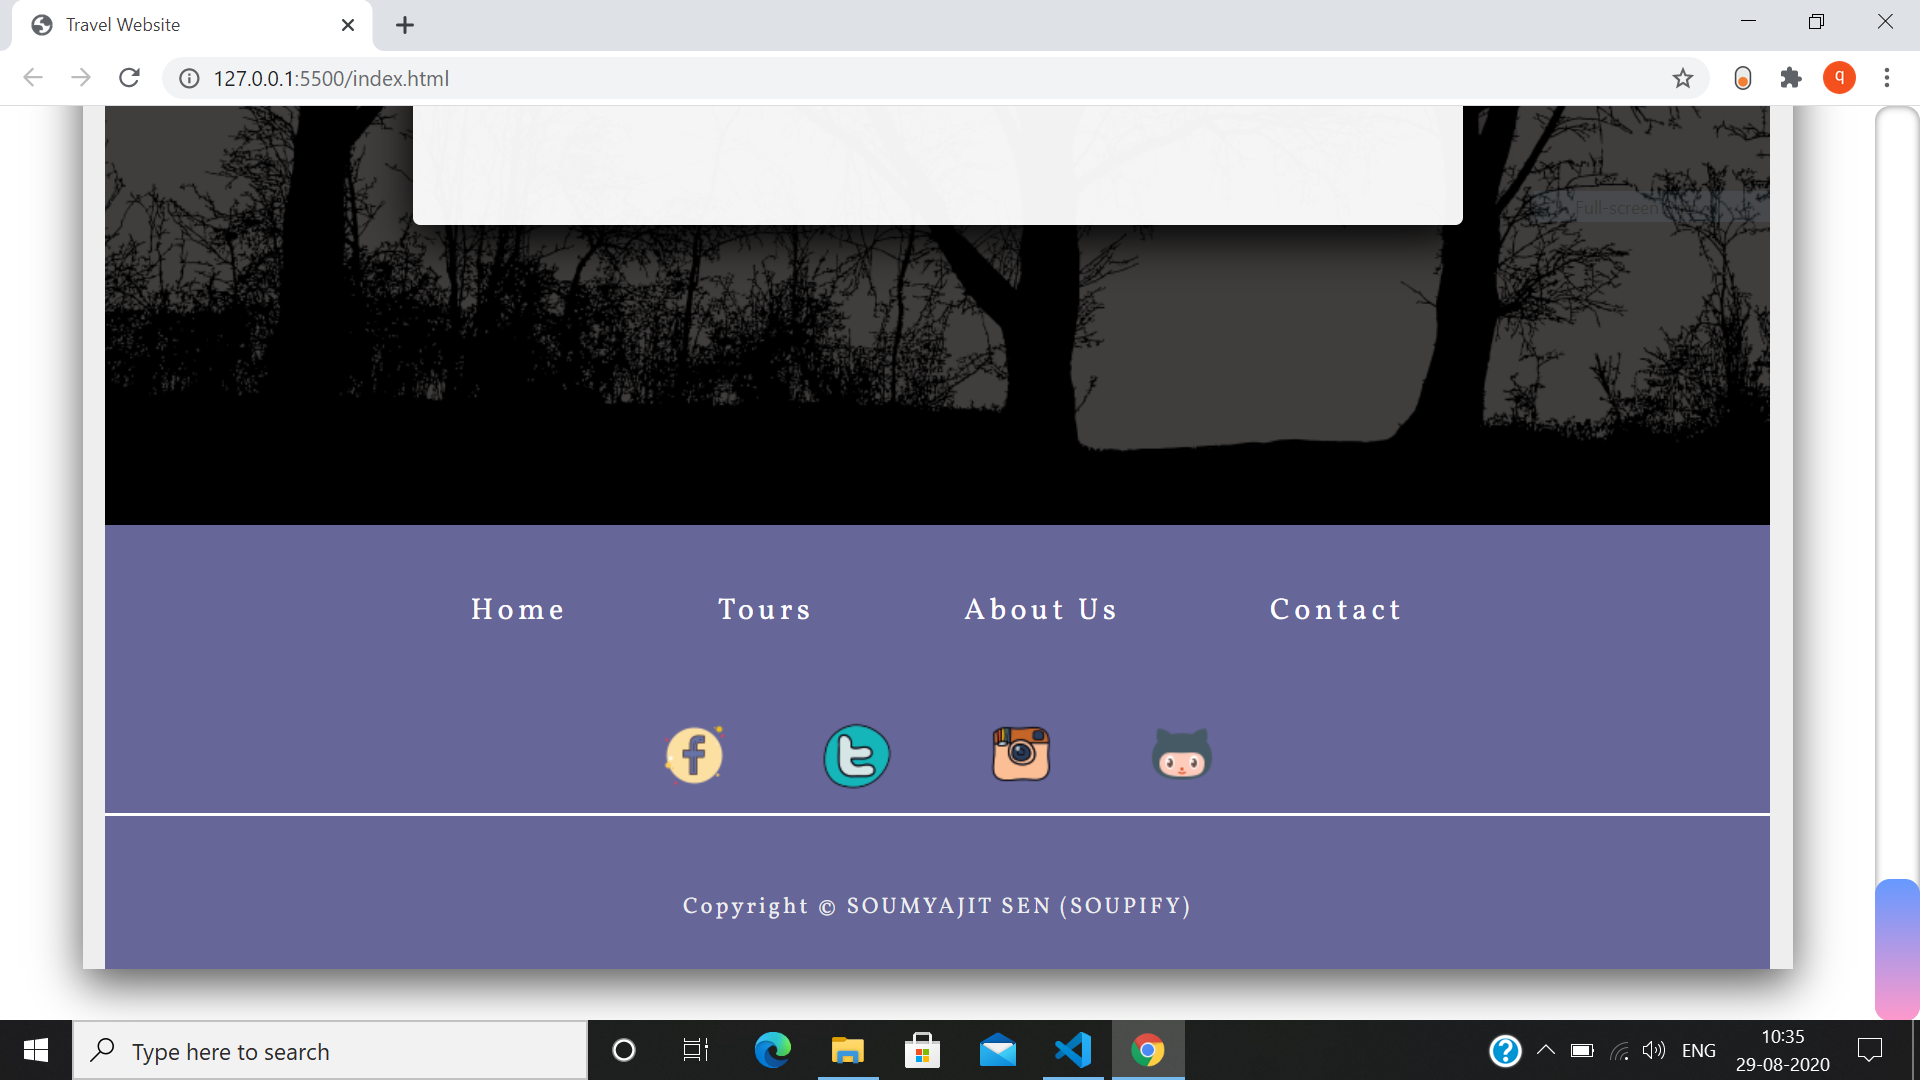 Travel Website
127.0.0.1:5500/index.html
q
Full-screen
Home Tours About Us Contact
Copyright © SOUMYAJIT SEN (SOUPIFY)
Type here to search
ENG
10:35
29-08-2020